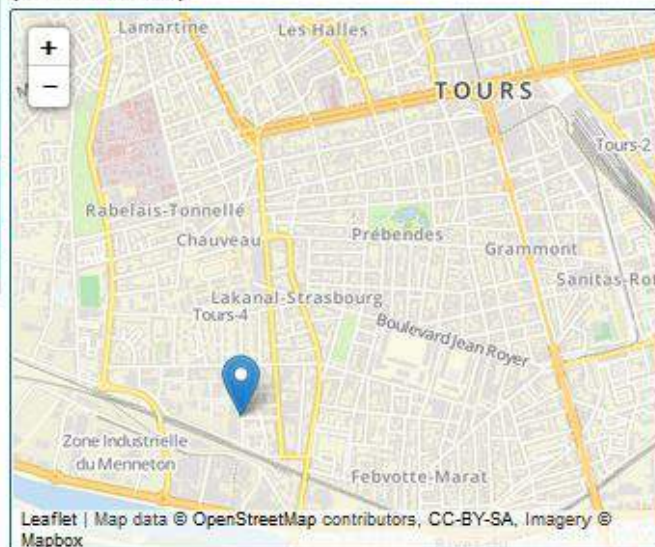 +
−
Lamartine
Les Halles
TOURS
Tours-2
Rabelais-Tonnellé
Chauveau
Prébendes
Grammont
Sanitas-Rot
Lakanal-Strasbourg
Tours-4
Boulevard Jean Royer
Zone Industrielle
du Menneton
Febvotte-Marat
Leaflet | Map data © OpenStreetMap contributors, CC-BY-SA, Imagery ©
Mapbox